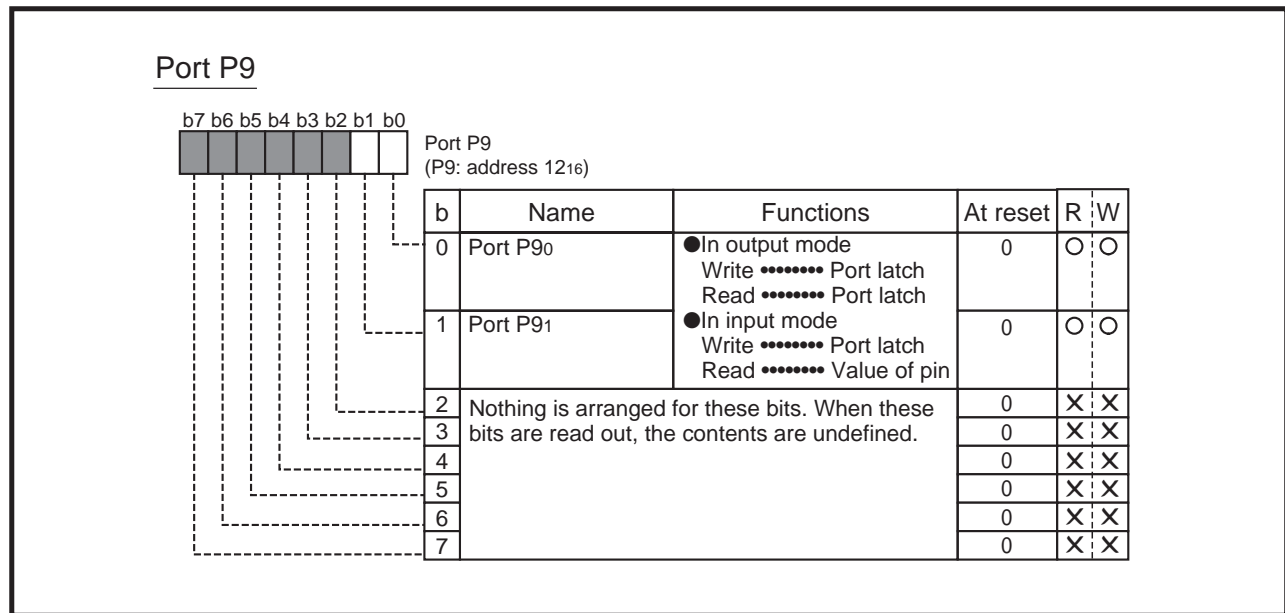 Port P9
b7 b6 b5 b4 b3 b2 b1 b0
Port P9
(P9: address 1216)
b Name Functions At reset R W
0 Port P90 ●In output mode 0 O O
Write •••••••• Port latch
Read •••••••• Port latch
1 Port P91 ●In input mode 0 O O
Write •••••••• Port latch
Read •••••••• Value of pin
2 Nothing is arranged for these bits. When these 0 X X
3 bits are read out, the contents are undefined. 0 X X
4 0 X X
5 0 X X
6 0 X X
7 0 X X